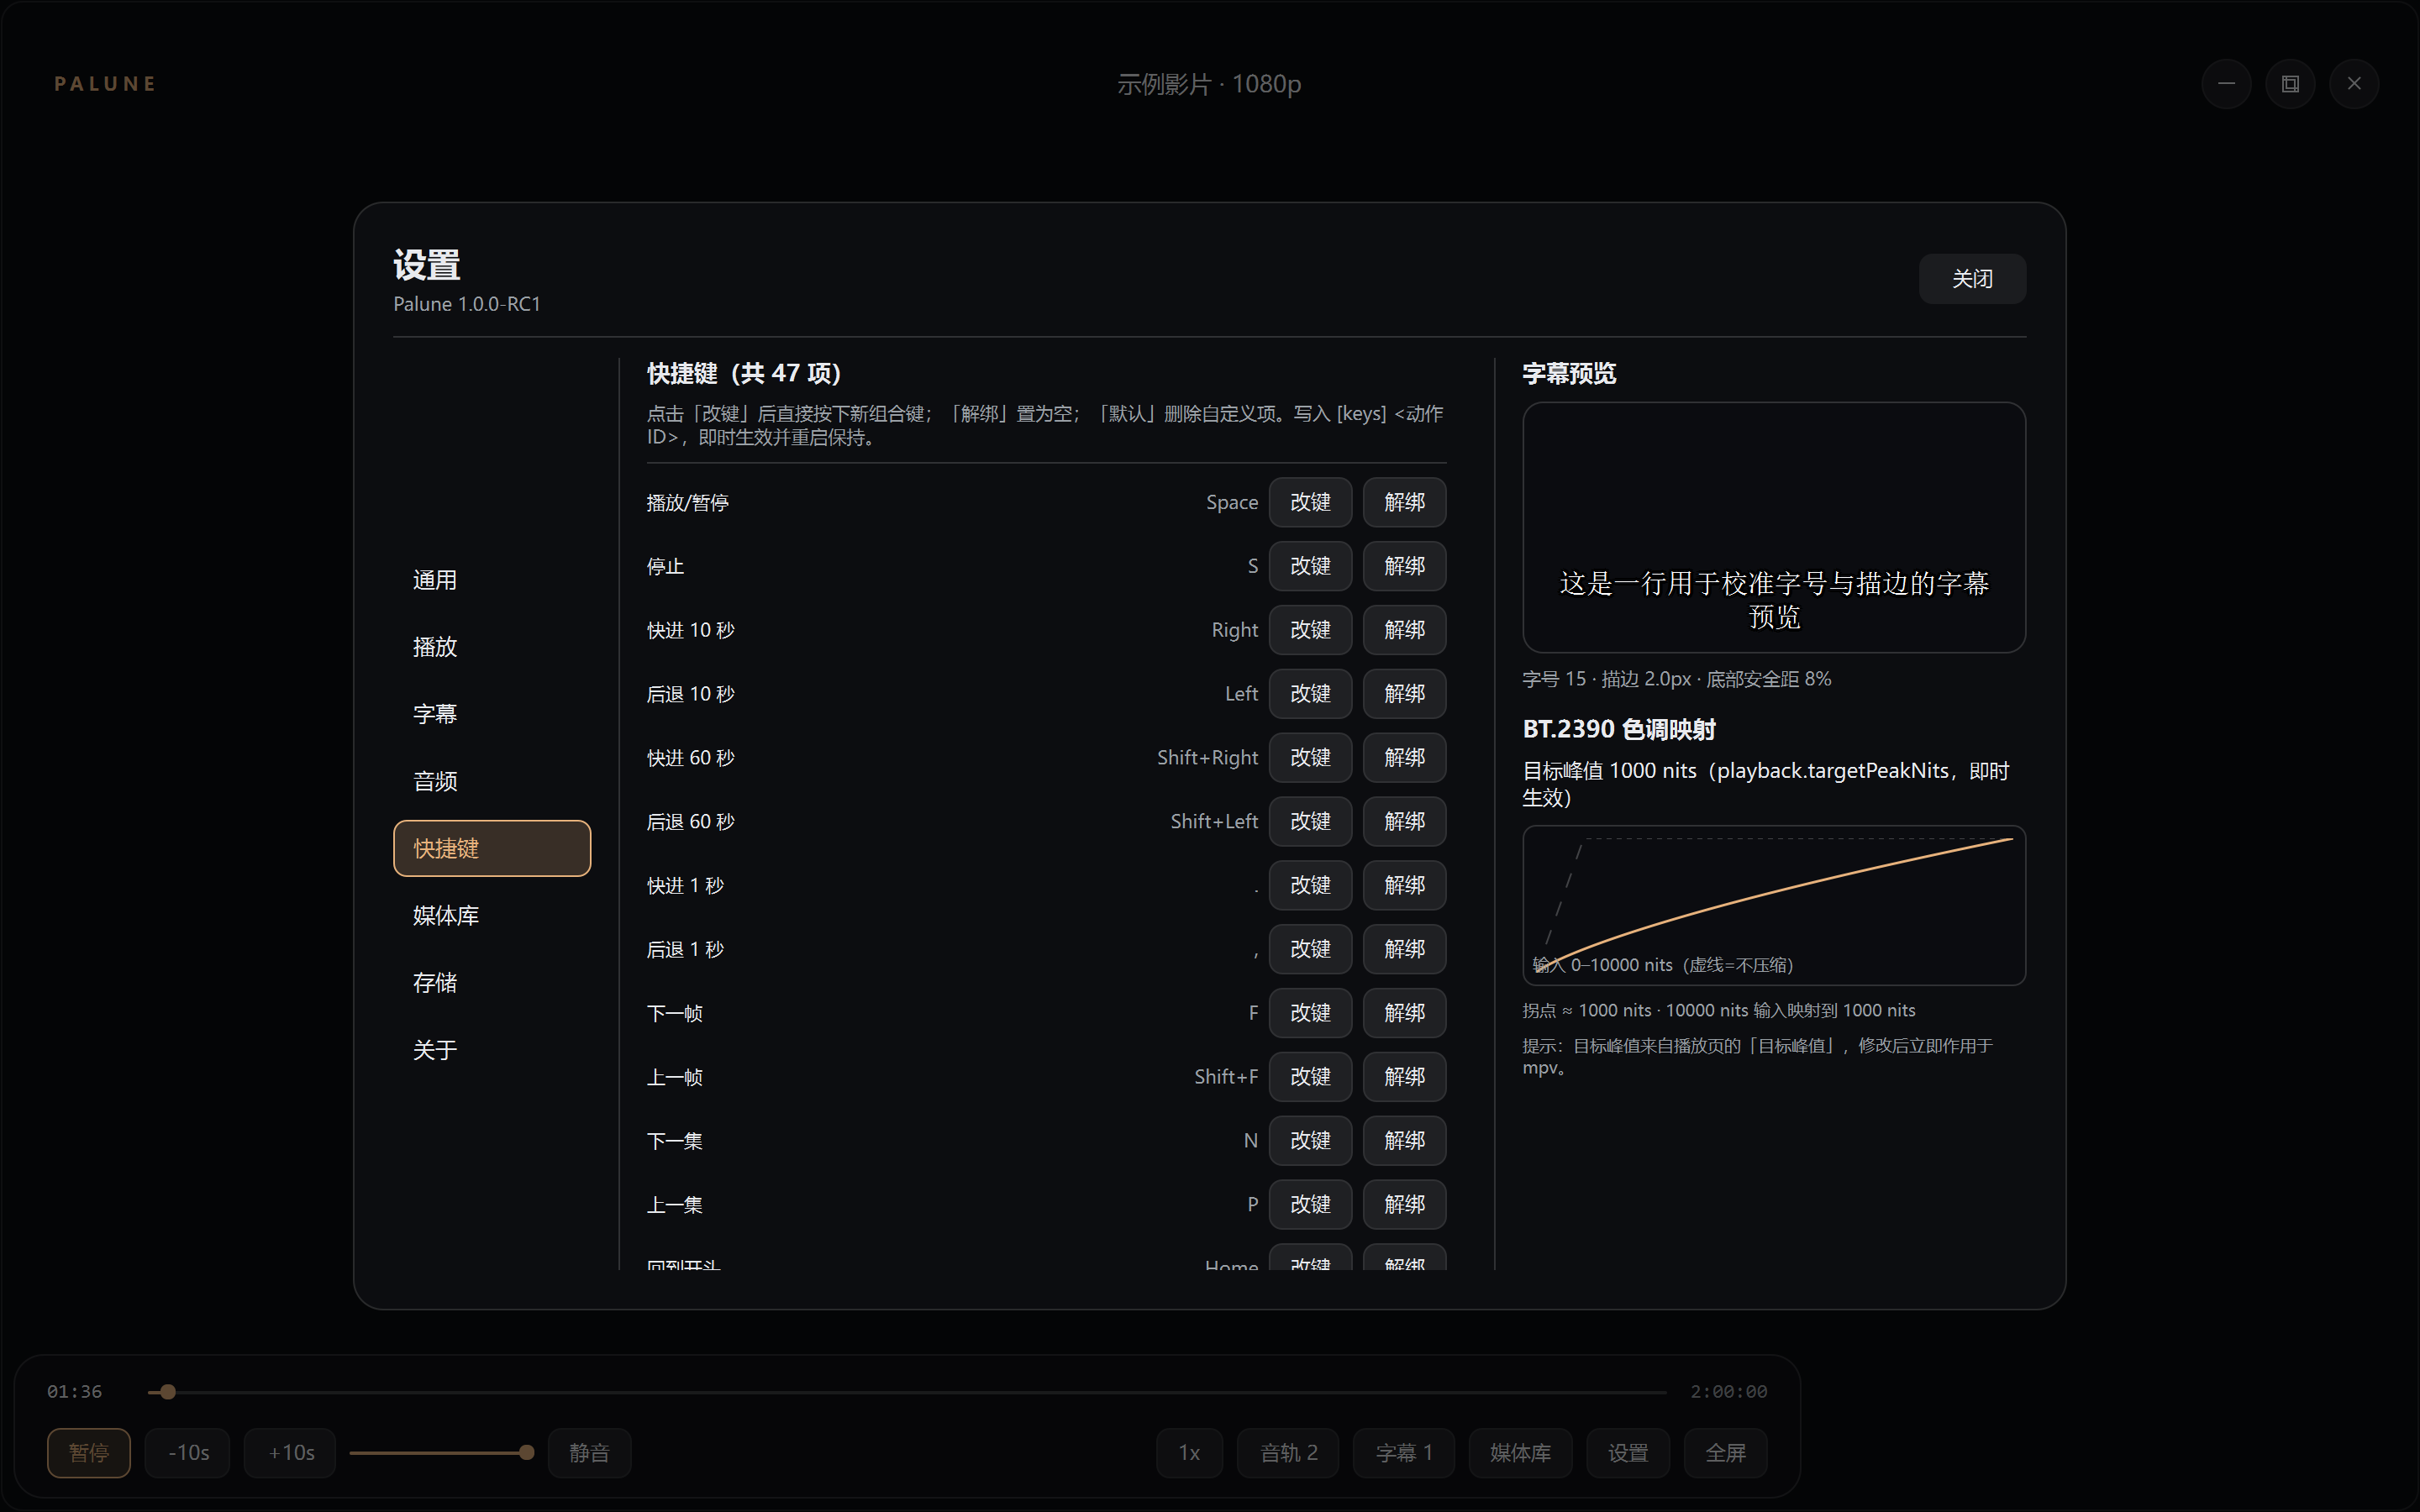 PALUNE
示例影片 · 1080p
设置
Palune 1.0.0-RC1
关闭
通用
播放
字幕
音频
快捷键
媒体库
存储
关于
快捷键（共 47 项）
点击「改键」后直接按下新组合键；「解绑」置为空；「默认」删除自定义项。写入 [keys] <动作
ID>，即时生效并重启保持。
播放/暂停 Space 改键 解绑
停止 S 改键 解绑
快进 10 秒 Right 改键 解绑
后退 10 秒 Left 改键 解绑
快进 60 秒 Shift+Right 改键 解绑
后退 60 秒 Shift+Left 改键 解绑
快进 1 秒 . 改键 解绑
后退 1 秒 , 改键 解绑
下一帧 F 改键 解绑
上一帧 Shift+F 改键 解绑
下一集 N 改键 解绑
上一集 P 改键 解绑
回到开头 Home 改键 解绑
字幕预览
这是一行用于校准字号与描边的字幕
预览
字号 15 · 描边 2.0px · 底部安全距 8%
BT.2390 色调映射
目标峰值 1000 nits（playback.targetPeakNits，即时
生效）
输入 0–10000 nits（虚线=不压缩）
拐点 ≈ 1000 nits · 10000 nits 输入映射到 1000 nits
提示：目标峰值来自播放页的「目标峰值」，修改后立即作用于
mpv。
01:36
2:00:00
暂停 -10s +10s 静音 1x 音轨 2 字幕 1 媒体库 设置 全屏